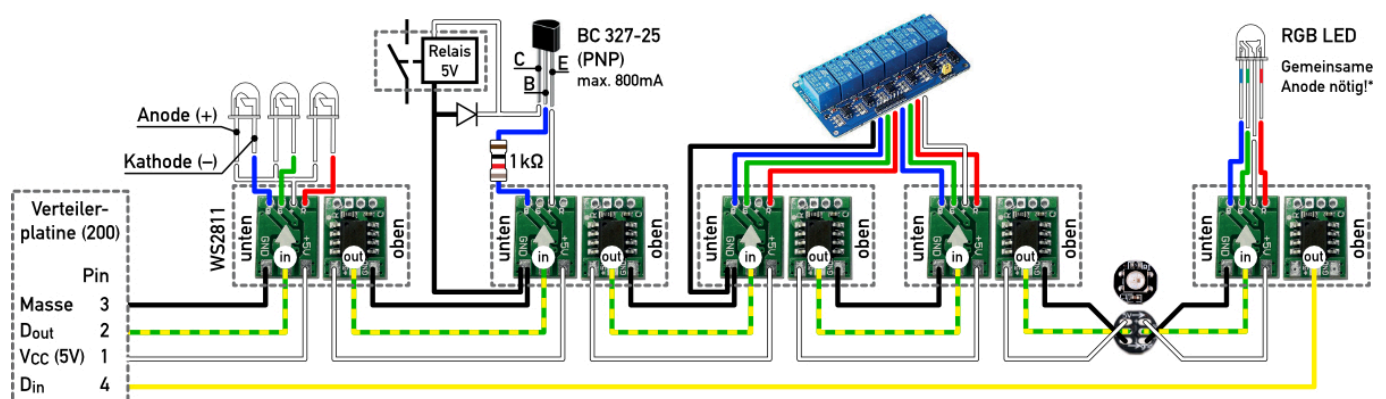 BC 327-25
(PNP)
max. 800mA
Relais
5V
C
E
B
RGB LED
Gemeinsame
Anode nötig!*
Anode (+)
Kathode (–)
1kΩ
Verteiler-
platine (200)
Pin
Masse 3
Dout 2
VCC (5V) 1
Din 4
WS2811
unten
GND
+5V
in
out
oben
unten
GND
+5V
in
out
oben
unten
GND
+5V
in
out
oben
unten
GND
+5V
in
out
oben
unten
GND
+5V
in
out
oben